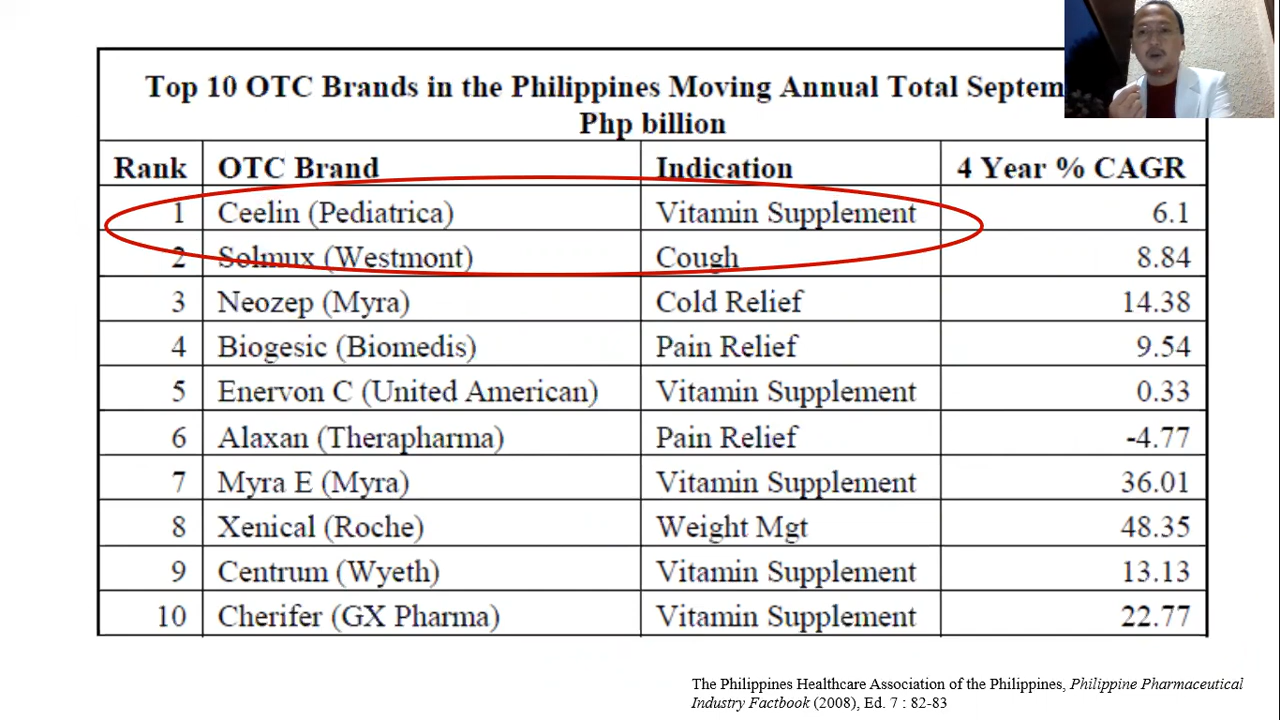 Top 10 OTC Brands in the Philippines Moving Annual Total
Php billion
Rank OTC Brand Indication 4 Year % CAGR
1 Ceelin (Pediatrica) Vitamin Supplement 6.1
2 Solmux (Westmont) Cough 8.84
3 Neozep (Myra) Cold Relief 14.38
4 Biogesic (Biomedis) Pain Relief 9.54
5 Enervon C (United American) Vitamin Supplement 0.33
6 Alaxan (Therapharma) Pain Relief -4.77
7 Myra E (Myra) Vitamin Supplement 36.01
8 Xenical (Roche) Weight Mgt 48.35
9 Centrum (Wyeth) Vitamin Supplement 13.13
10 Cherifer (GX Pharma) Vitamin Supplement 22.77
The Philippines Healthcare Association of the Philippines, Philippine Pharmaceutical
Industry Factbook (2008), Ed. 7 : 82-83